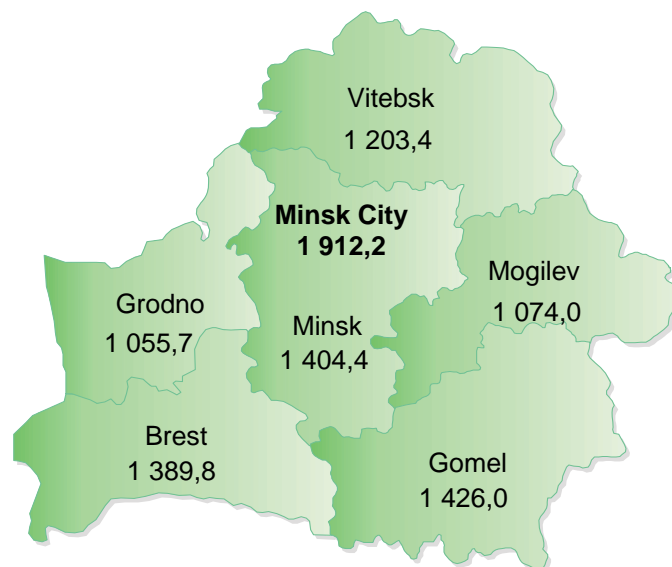 Vitebsk
1 203,4
Minsk City
1 912,2
Mogilev
1 074,0
Grodno
1 055,7
Minsk
1 404,4
Brest
1 389,8
Gomel
1 426,0